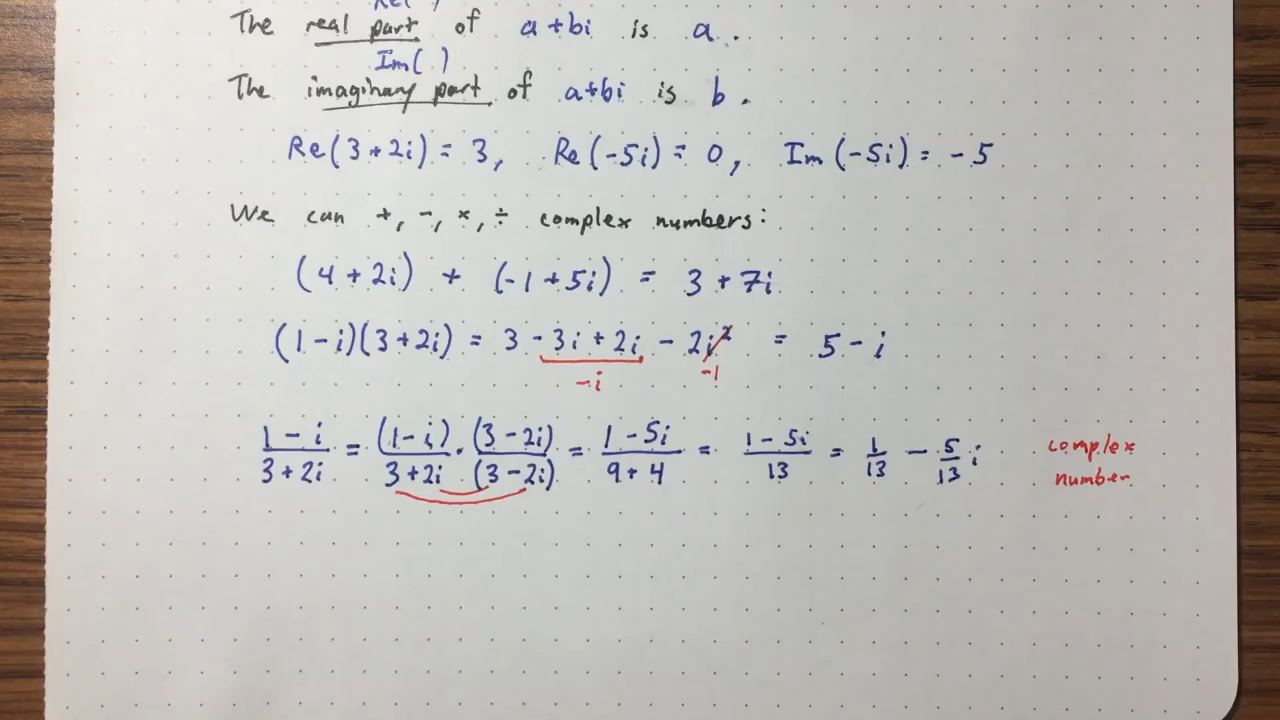 Re( )
The real part of a+bi is a.
Im( )
The imaginary part of a+bi is b.
Re(3+2i) = 3, Re(-5i) = 0, Im(-5i) = -5
We can +, -, ×, ÷ complex numbers:
(4+2i) + (-1+5i) = 3+7i
(1-i)(3+2i) = 3 - 3i + 2i - 2i² = 5-i
-i -1
(1-i)/(3+2i) = (1-i)/(3+2i) · (3-2i)/(3-2i) = (1-5i)/(9+4) = (1-5i)/13 = 1/13 - 5/13 i complex
number